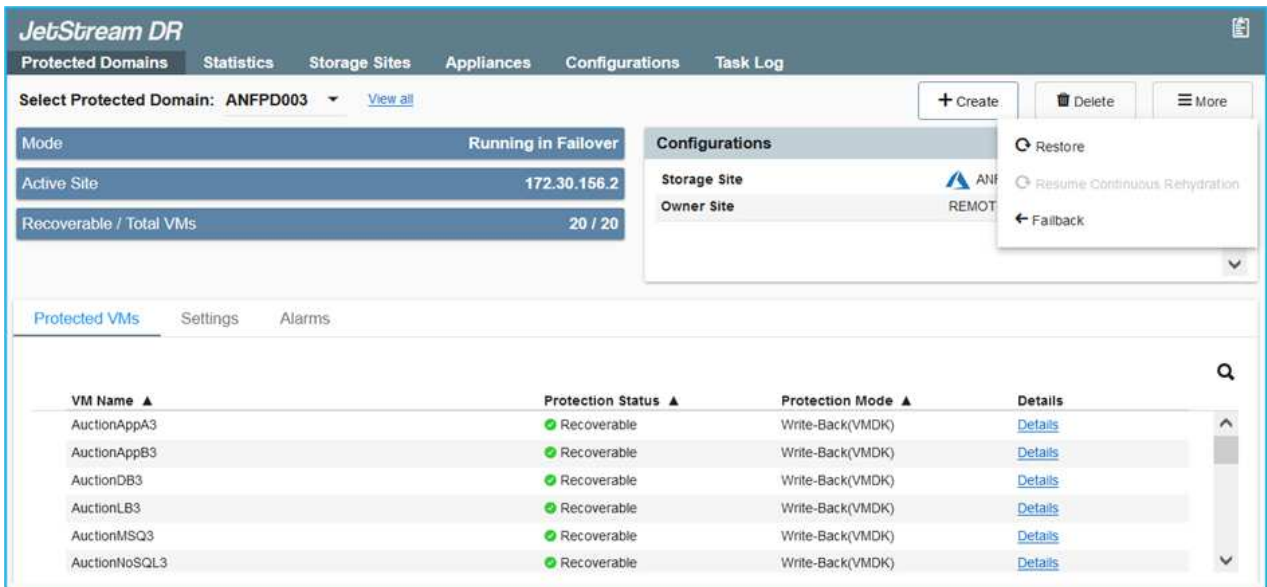 JetStream DR
Protected Domains Statistics Storage Sites Appliances Configurations Task Log
Select Protected Domain: ANFPD003 View all + Create Delete More
Mode Running in Failover
Active Site 172.30.156.2
Recoverable / Total VMs 20 / 20
Configurations
Storage Site ANF
Owner Site REMOT
Restore
Resume Continuous Rehydration
Failback
Protected VMs Settings Alarms
VM Name Protection Status Protection Mode Details
AuctionAppA3 Recoverable Write-Back(VMDK) Details
AuctionAppB3 Recoverable Write-Back(VMDK) Details
AuctionDB3 Recoverable Write-Back(VMDK) Details
AuctionLB3 Recoverable Write-Back(VMDK) Details
AuctionMSQ3 Recoverable Write-Back(VMDK) Details
AuctionNoSQL3 Recoverable Write-Back(VMDK) Details